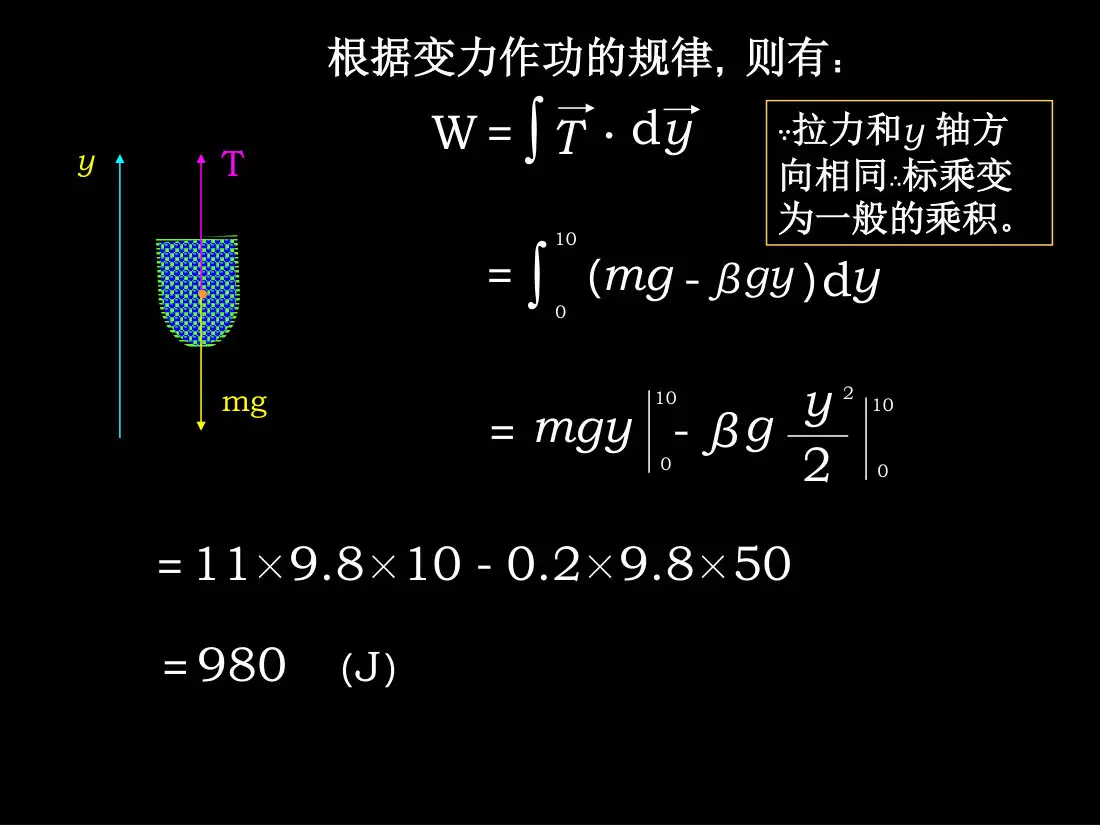 根据变力作功的规律，则有：
W = ∫ T⃗ · dy⃗
∵拉力和y 轴方
向相同∴标乘变
为一般的乘积。
y
T
mg
= ∫₀¹⁰ (mg - βgy)dy
= mgy |₀¹⁰ - βg y²/2 |₀¹⁰
= 11×9.8×10 - 0.2×9.8×50
= 980 (J)